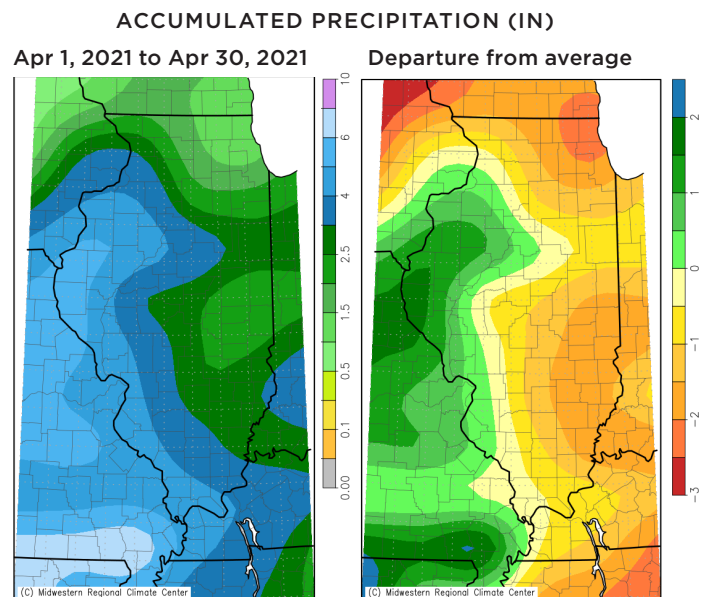 ACCUMULATED PRECIPITATION (IN)
Apr 1, 2021 to Apr 30, 2021
Departure from average
10
6
4
2.5
1.5
0.5
0.1
0.00
2
1
0
−1
−2
−3
(C) Midwestern Regional Climate Center
(C) Midwestern Regional Climate Center